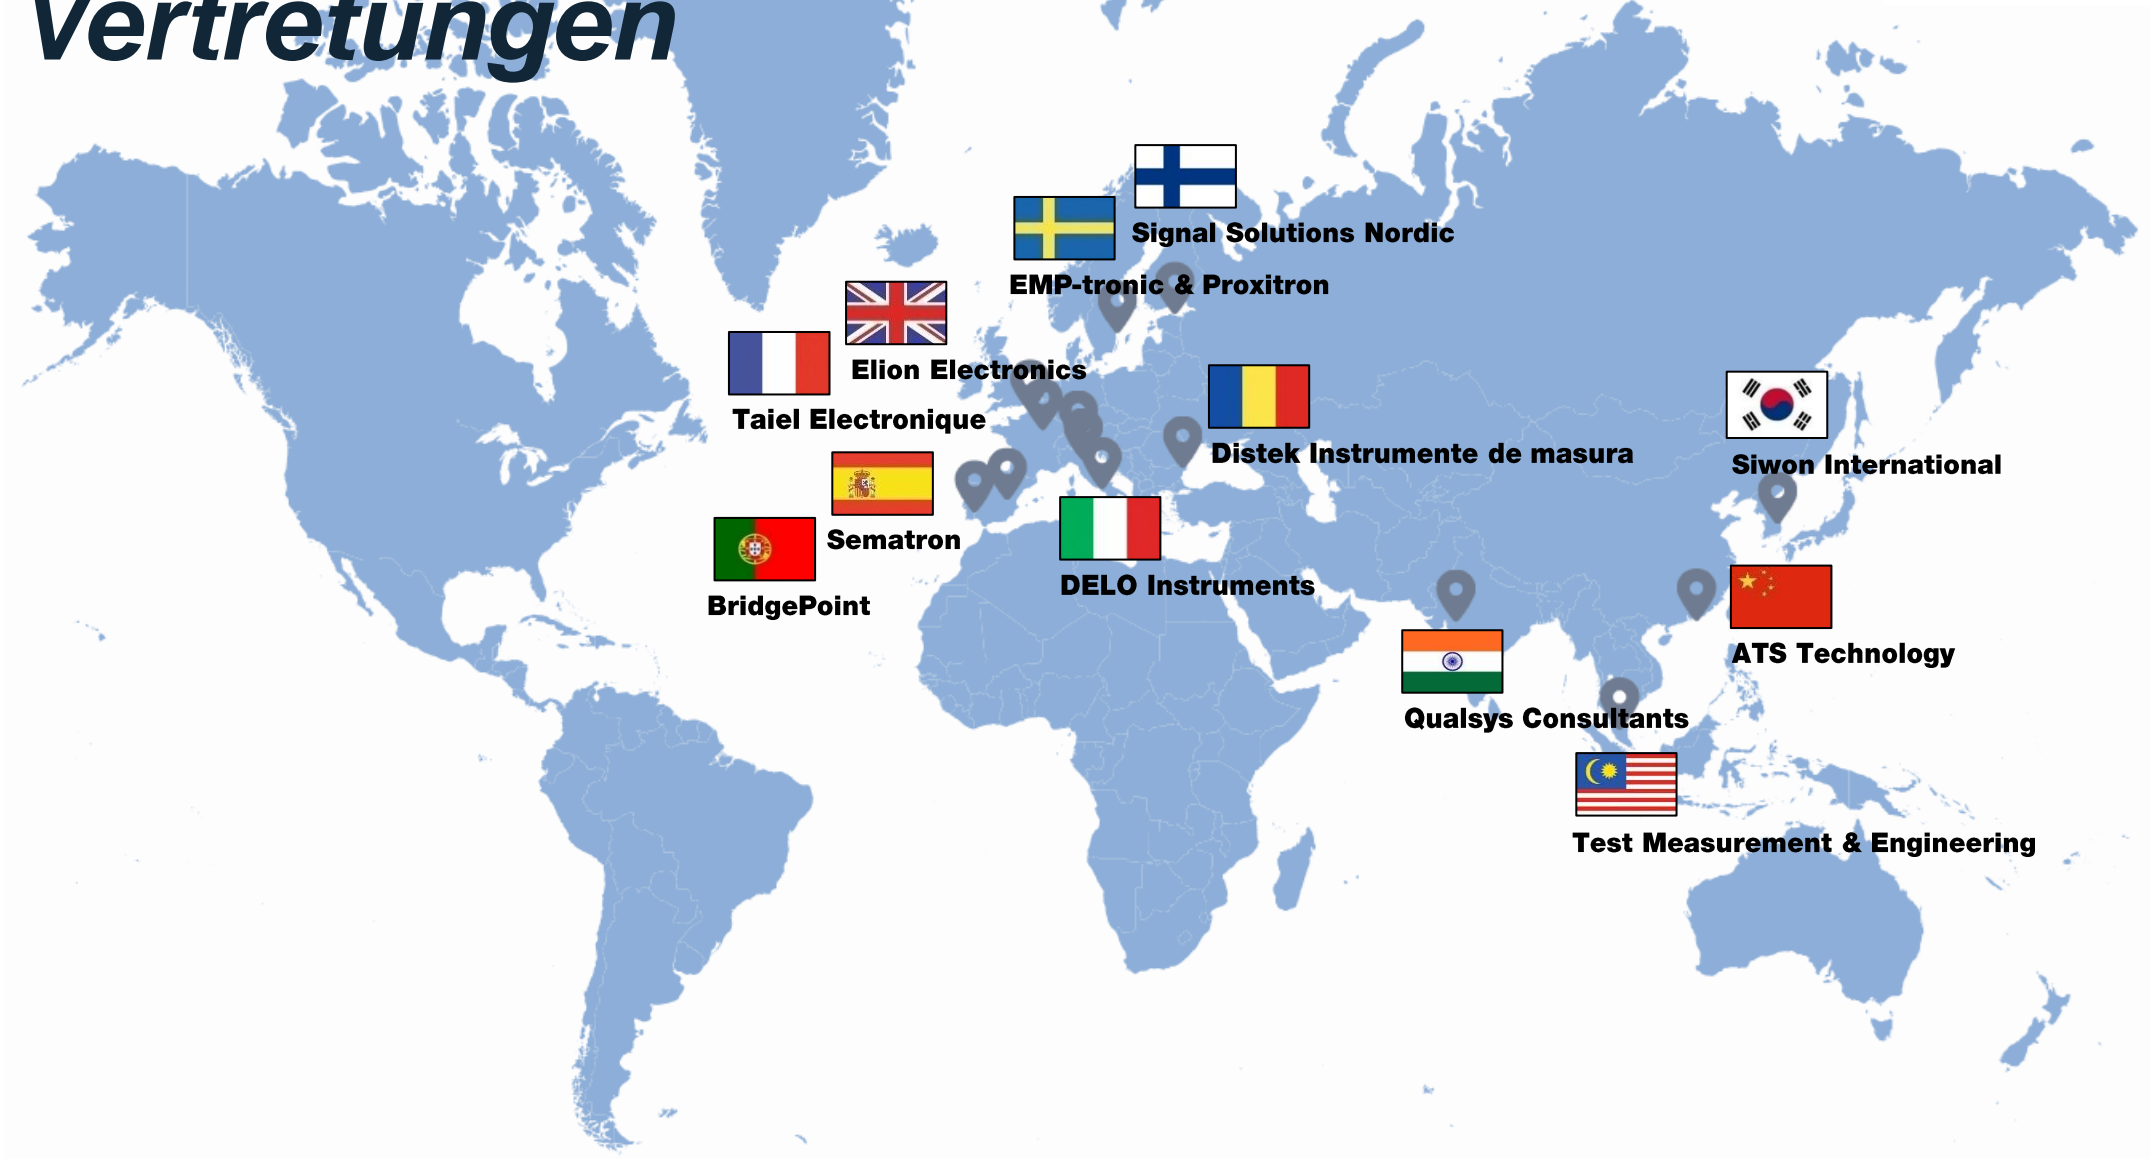 Vertretungen
Signal Solutions Nordic
EMP-tronic & Proxitron
Elion Electronics
Taiel Electronique
Distek Instrumente de masura
Siwon International
Sematron
DELO Instruments
BridgePoint
ATS Technology
Qualsys Consultants
Test Measurement & Engineering